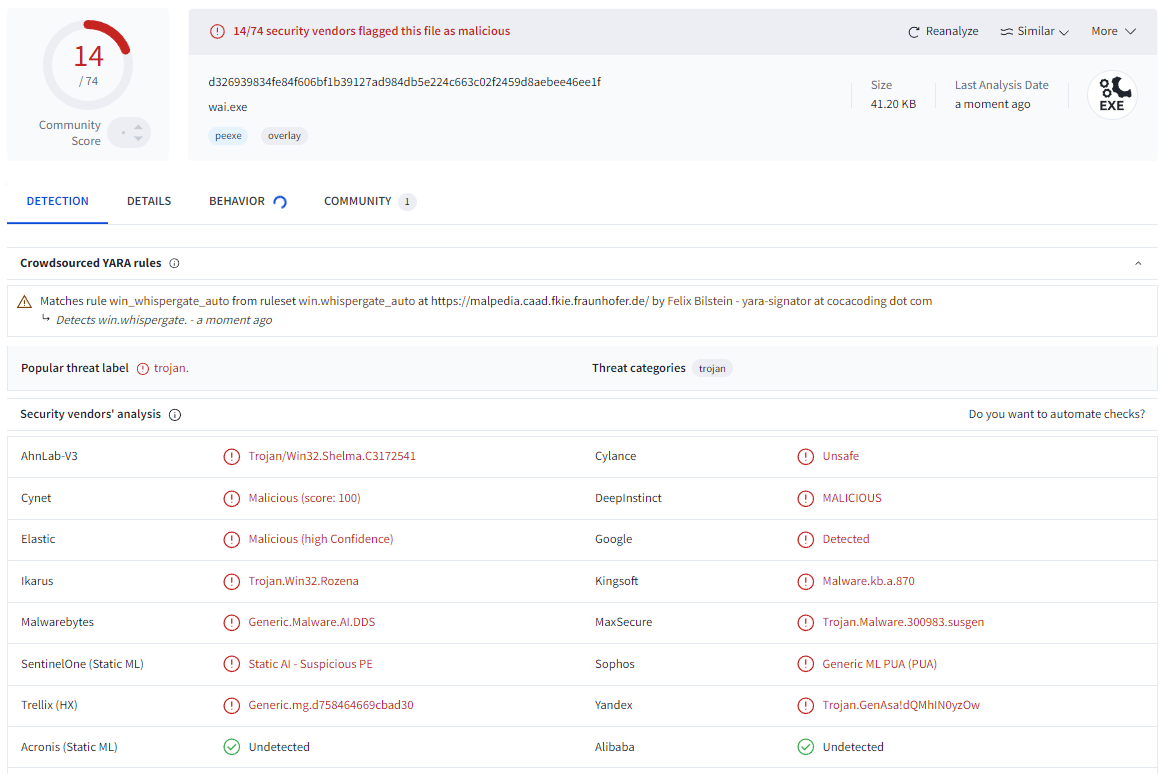 14
/ 74
Community
Score
14/74 security vendors flagged this file as malicious
Reanalyze
Similar
More
d326939834fe84f606bf1b39127ad984db5e224c663c02f2459d8aebee46ee1f
wai.exe
peexe
overlay
Size
41.20 KB
Last Analysis Date
a moment ago
EXE
DETECTION
DETAILS
BEHAVIOR
COMMUNITY 1
Crowdsourced YARA rules
Matches rule win_whispergate_auto from ruleset win.whispergate_auto at https://malpedia.caad.fkie.fraunhofer.de/ by Felix Bilstein - yara-signator at cocacoding dot com
Detects win.whispergate. - a moment ago
Popular threat label trojan.
Threat categories trojan
Security vendors' analysis
Do you want to automate checks?
AhnLab-V3 Trojan/Win32.Shelma.C3172541
Cylance Unsafe
Cynet Malicious (score: 100)
DeepInstinct MALICIOUS
Elastic Malicious (high Confidence)
Google Detected
Ikarus Trojan.Win32.Rozena
Kingsoft Malware.kb.a.870
Malwarebytes Generic.Malware.AI.DDS
MaxSecure Trojan.Malware.300983.susgen
SentinelOne (Static ML) Static AI - Suspicious PE
Sophos Generic ML PUA (PUA)
Trellix (HX) Generic.mg.d758464669cbad30
Yandex Trojan.GenAsa!dQMhIN0yzOw
Acronis (Static ML) Undetected
Alibaba Undetected